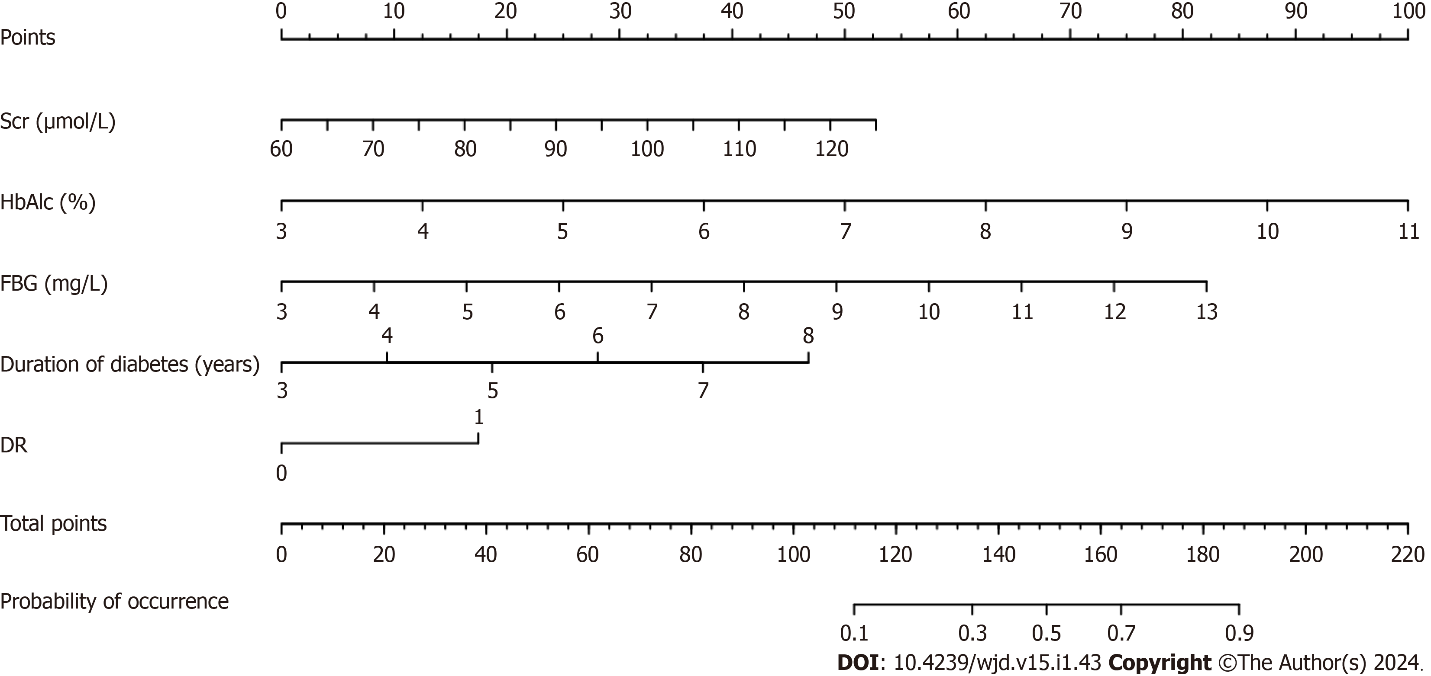 0 10 20 30 40 50 60 70 80 90 100
Points
Scr (µmol/L)
60 70 80 90 100 110 120
HbAlc (%)
3 4 5 6 7 8 9 10 11
FBG (mg/L)
3 4 5 6 7 8 9 10 11 12 13
4 6 8
Duration of diabetes (years)
3 5 7
1
DR
0
Total points
0 20 40 60 80 100 120 140 160 180 200 220
Probability of occurrence
0.1 0.3 0.5 0.7 0.9
DOI: 10.4239/wjd.v15.i1.43 Copyright ©The Author(s) 2024.